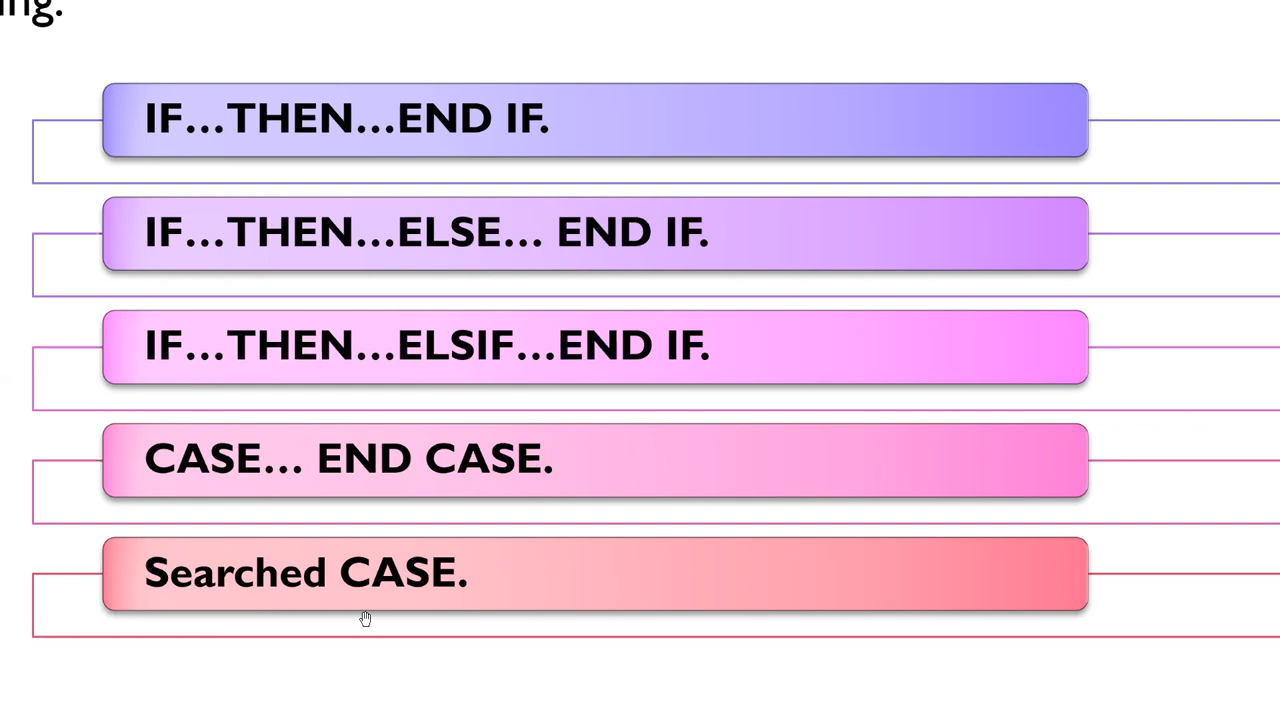 IF…THEN…END IF.
IF…THEN…ELSE… END IF.
IF…THEN…ELSIF…END IF.
CASE… END CASE.
Searched CASE.